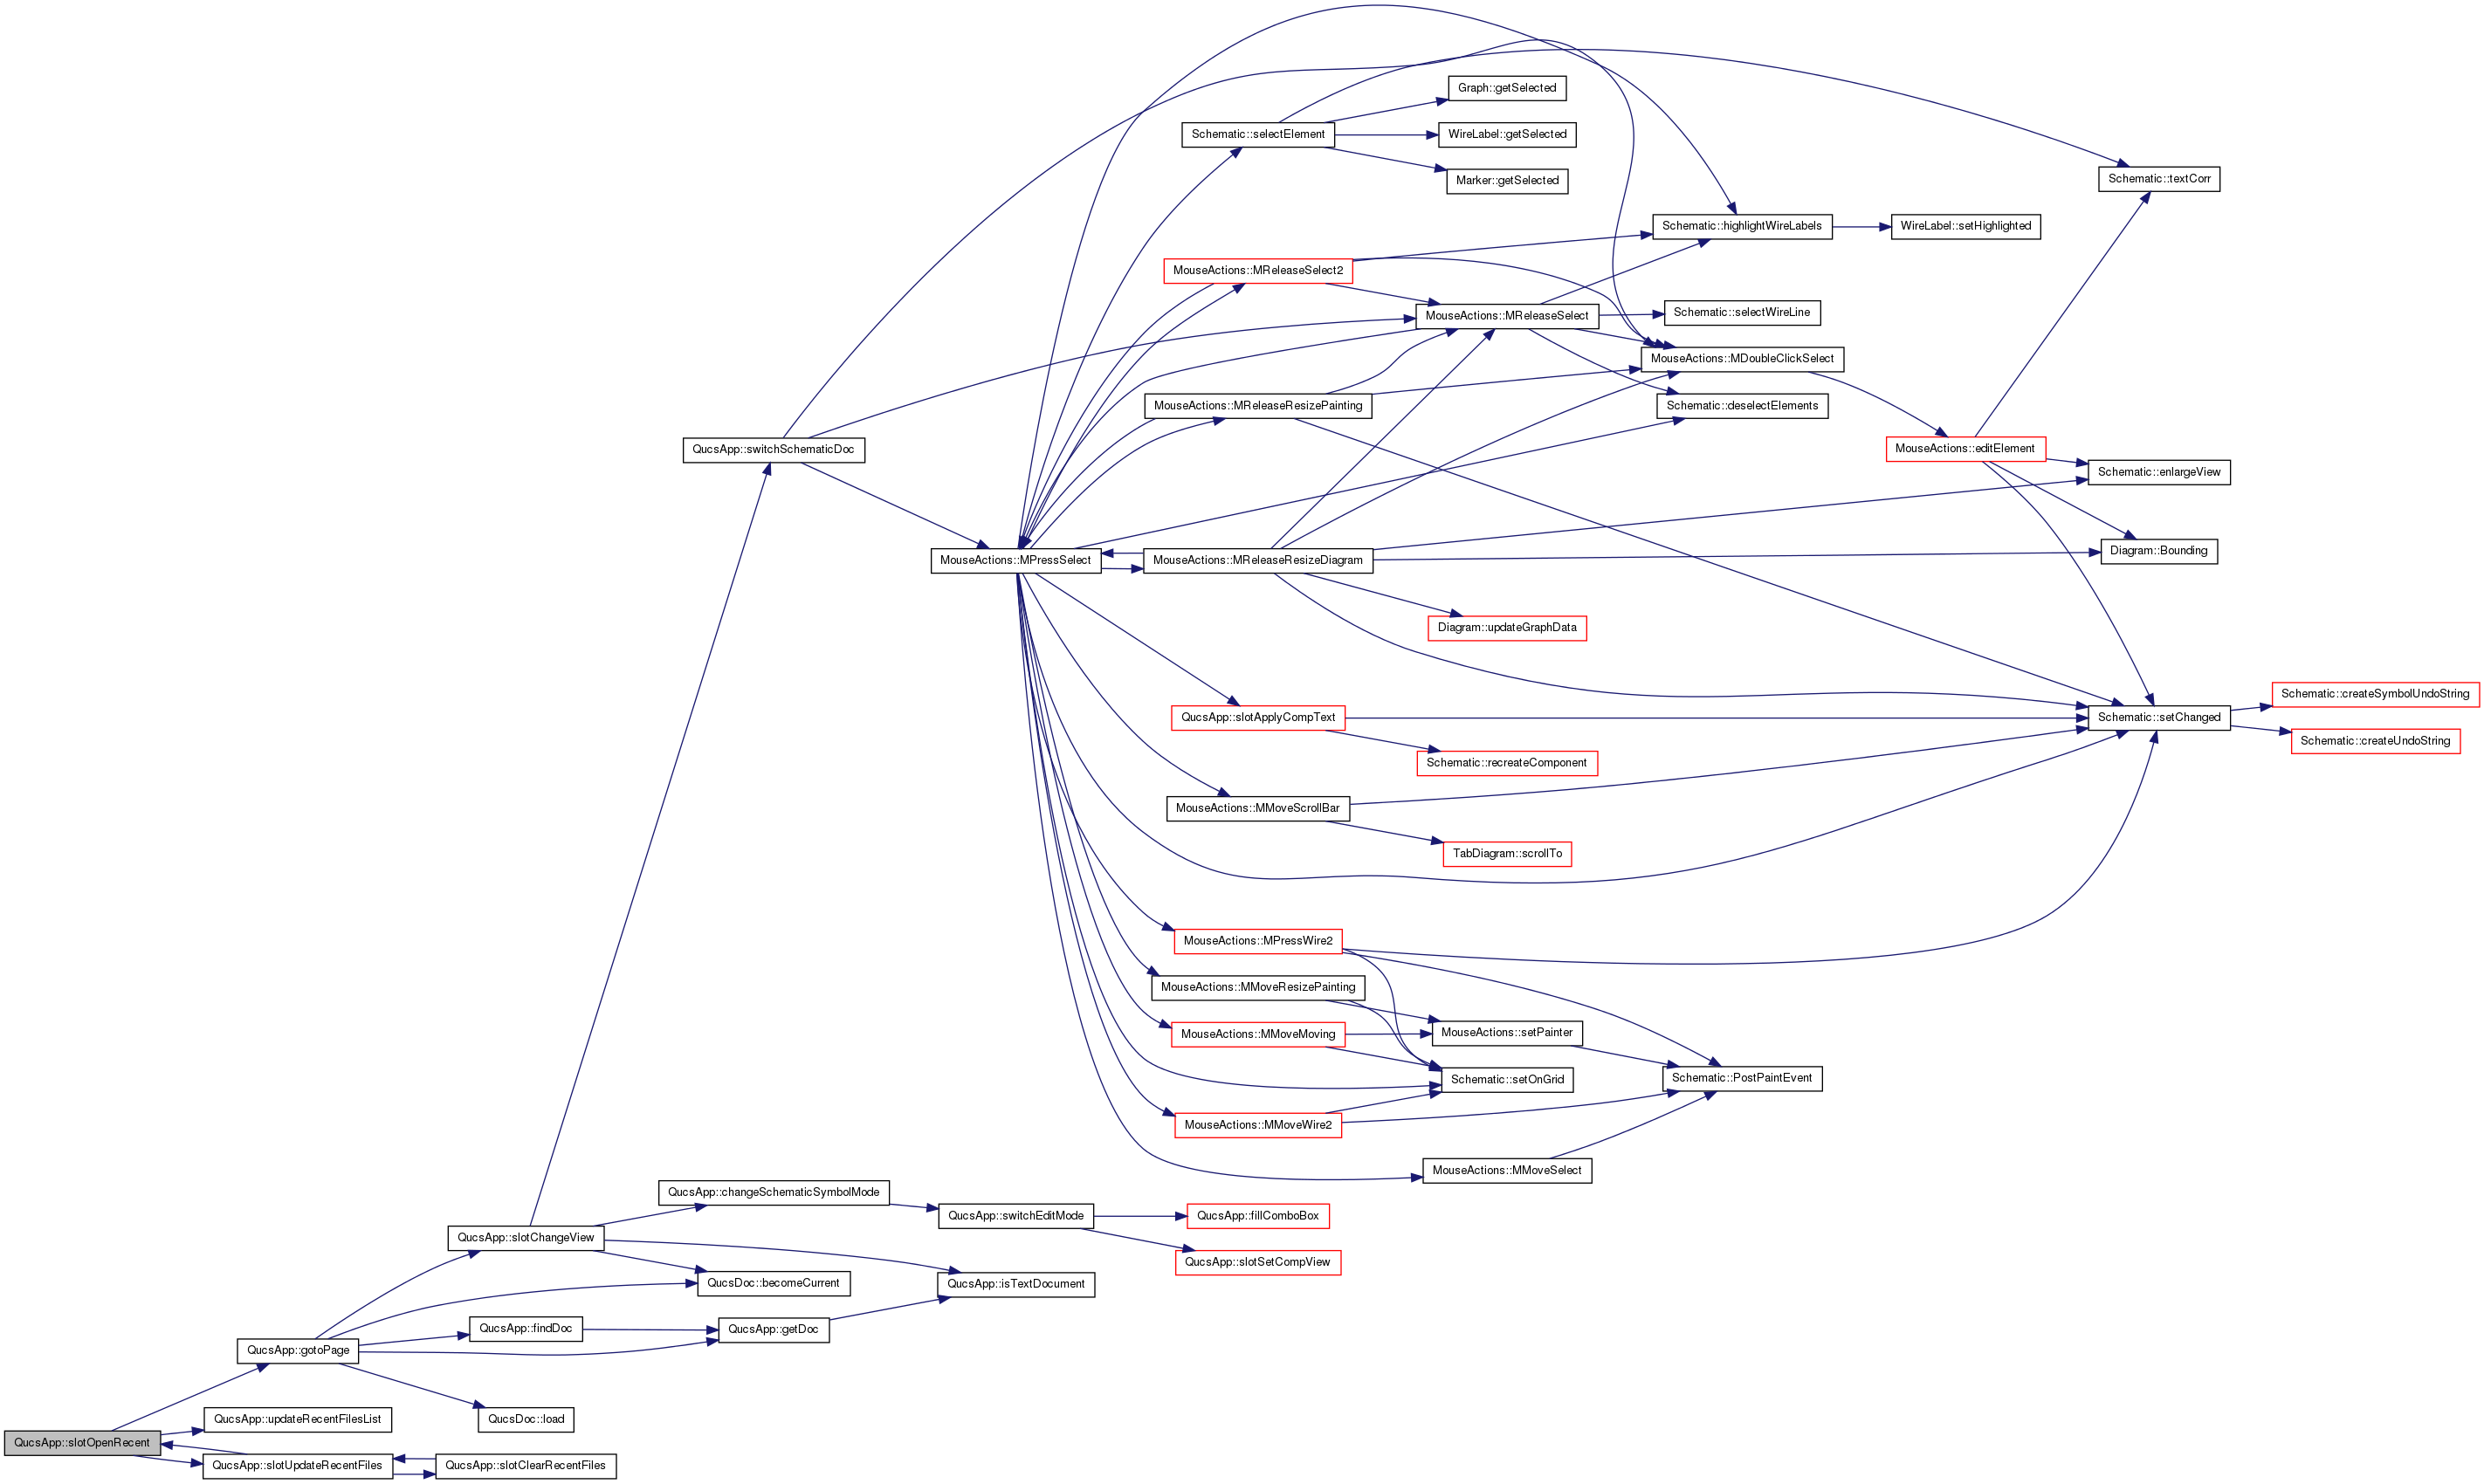 Graph::getSelected
Schematic::selectElement
WireLabel::getSelected
Marker::getSelected
Schematic::textCorr
Schematic::highlightWireLabels
WireLabel::setHighlighted
MouseActions::MReleaseSelect2
MouseActions::MReleaseSelect
Schematic::selectWireLine
MouseActions::MDoubleClickSelect
MouseActions::MReleaseResizePainting
Schematic::deselectElements
QucsApp::switchSchematicDoc
MouseActions::editElement
Schematic::enlargeView
MouseActions::MPressSelect
MouseActions::MReleaseResizeDiagram
Diagram::Bounding
Diagram::updateGraphData
Schematic::createSymbolUndoString
QucsApp::slotApplyCompText
Schematic::setChanged
Schematic::createUndoString
Schematic::recreateComponent
MouseActions::MMoveScrollBar
TabDiagram::scrollTo
MouseActions::MPressWire2
MouseActions::MMoveResizePainting
MouseActions::MMoveMoving
MouseActions::setPainter
Schematic::setOnGrid
Schematic::PostPaintEvent
MouseActions::MMoveWire2
MouseActions::MMoveSelect
QucsApp::changeSchematicSymbolMode
QucsApp::switchEditMode
QucsApp::fillComboBox
QucsApp::slotChangeView
QucsApp::slotSetCompView
QucsDoc::becomeCurrent
QucsApp::isTextDocument
QucsApp::findDoc
QucsApp::getDoc
QucsApp::gotoPage
QucsDoc::load
QucsApp::updateRecentFilesList
QucsApp::slotOpenRecent
QucsApp::slotUpdateRecentFiles
QucsApp::slotClearRecentFiles